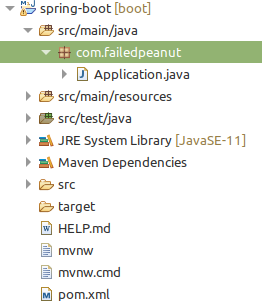 spring-boot [boot]
src/main/java
com.failedpeanut
Application.java
src/main/resources
src/test/java
JRE System Library [JavaSE-11]
Maven Dependencies
src
target
HELP.md
mvnw
mvnw.cmd
pom.xml